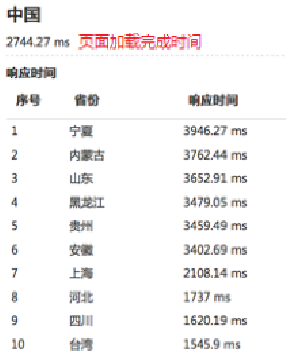 中国
2744.27 ms 页面加载完成时间
响应时间
序号 省份 响应时间
1 宁夏 3946.27 ms
2 内蒙古 3762.44 ms
3 山东 3652.91 ms
4 黑龙江 3479.05 ms
5 贵州 3459.49 ms
6 安徽 3402.69 ms
7 上海 2108.14 ms
8 河北 1737 ms
9 四川 1620.19 ms
10 台湾 1545.9 ms